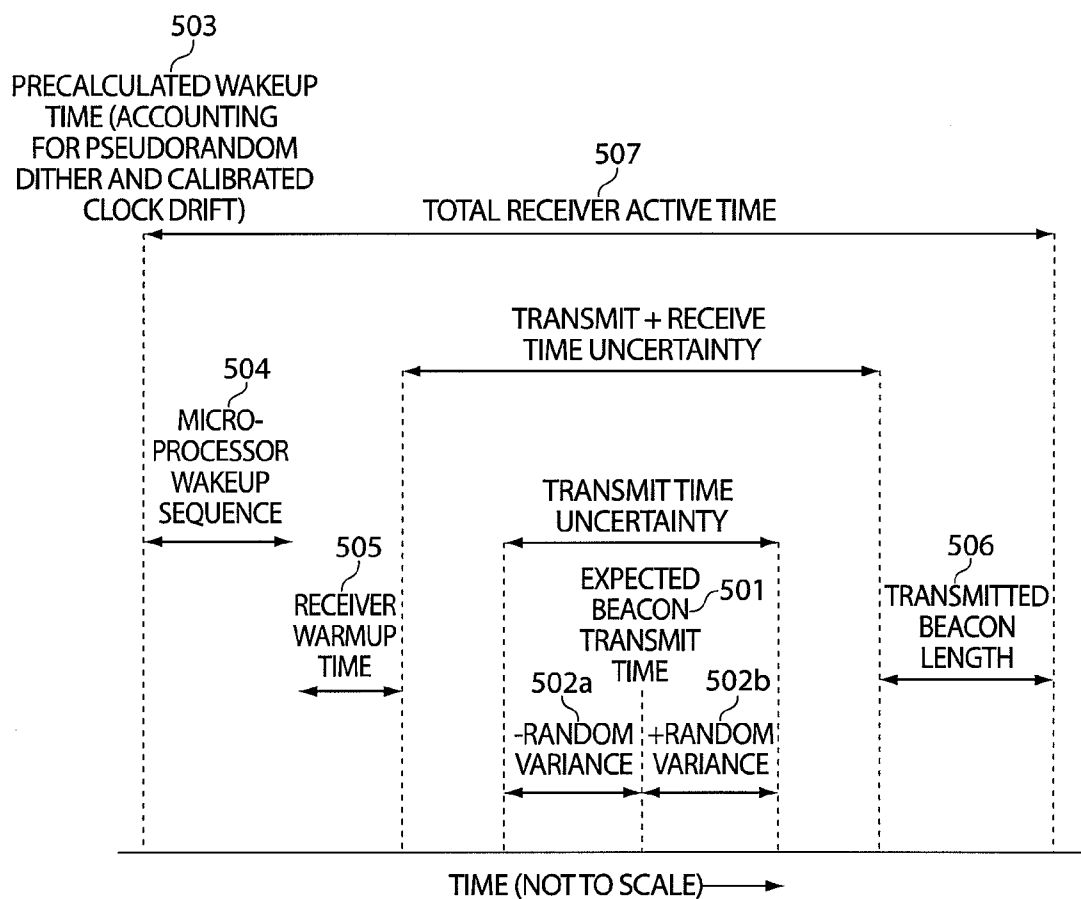 503
PRECALCULATED WAKEUP
TIME (ACCOUNTING
FOR PSEUDORANDOM
DITHER AND CALIBRATED
CLOCK DRIFT)
507
TOTAL RECEIVER ACTIVE TIME
TRANSMIT + RECEIVE
TIME UNCERTAINTY
504
MICRO-
PROCESSOR
WAKEUP
SEQUENCE
TRANSMIT TIME
UNCERTAINTY
505
RECEIVER
WARMUP
TIME
EXPECTED
BEACON
TRANSMIT
TIME
501
506
TRANSMITTED
BEACON
LENGTH
502a
-RANDOM
VARIANCE
502b
+RANDOM
VARIANCE
TIME (NOT TO SCALE)